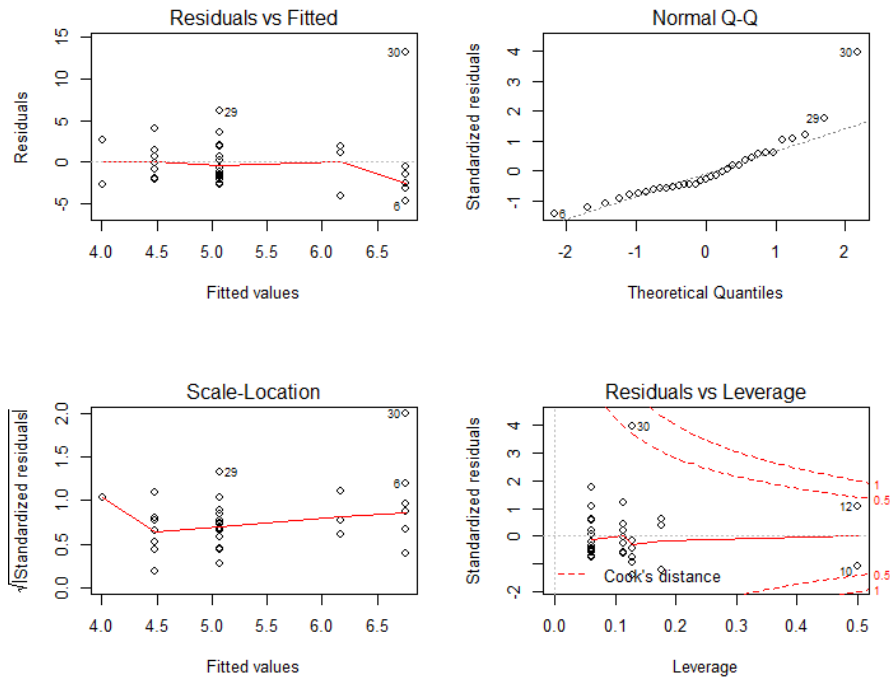 Residuals vs Fitted
Residuals
15
10
5
0
-5
30
29
6
4.0 4.5 5.0 5.5 6.0 6.5
Fitted values
Normal Q-Q
Standardized residuals
4
3
2
1
0
-1
30
29
6
-2 -1 0 1 2
Theoretical Quantiles
Scale-Location
√|Standardized residuals|
2.0
1.5
1.0
0.5
0.0
30
29
6
4.0 4.5 5.0 5.5 6.0 6.5
Fitted values
Residuals vs Leverage
Standardized residuals
4
3
2
1
0
-2
30
12
10
1
0.5
0.5
1
Cook's distance
0.0 0.1 0.2 0.3 0.4 0.5
Leverage